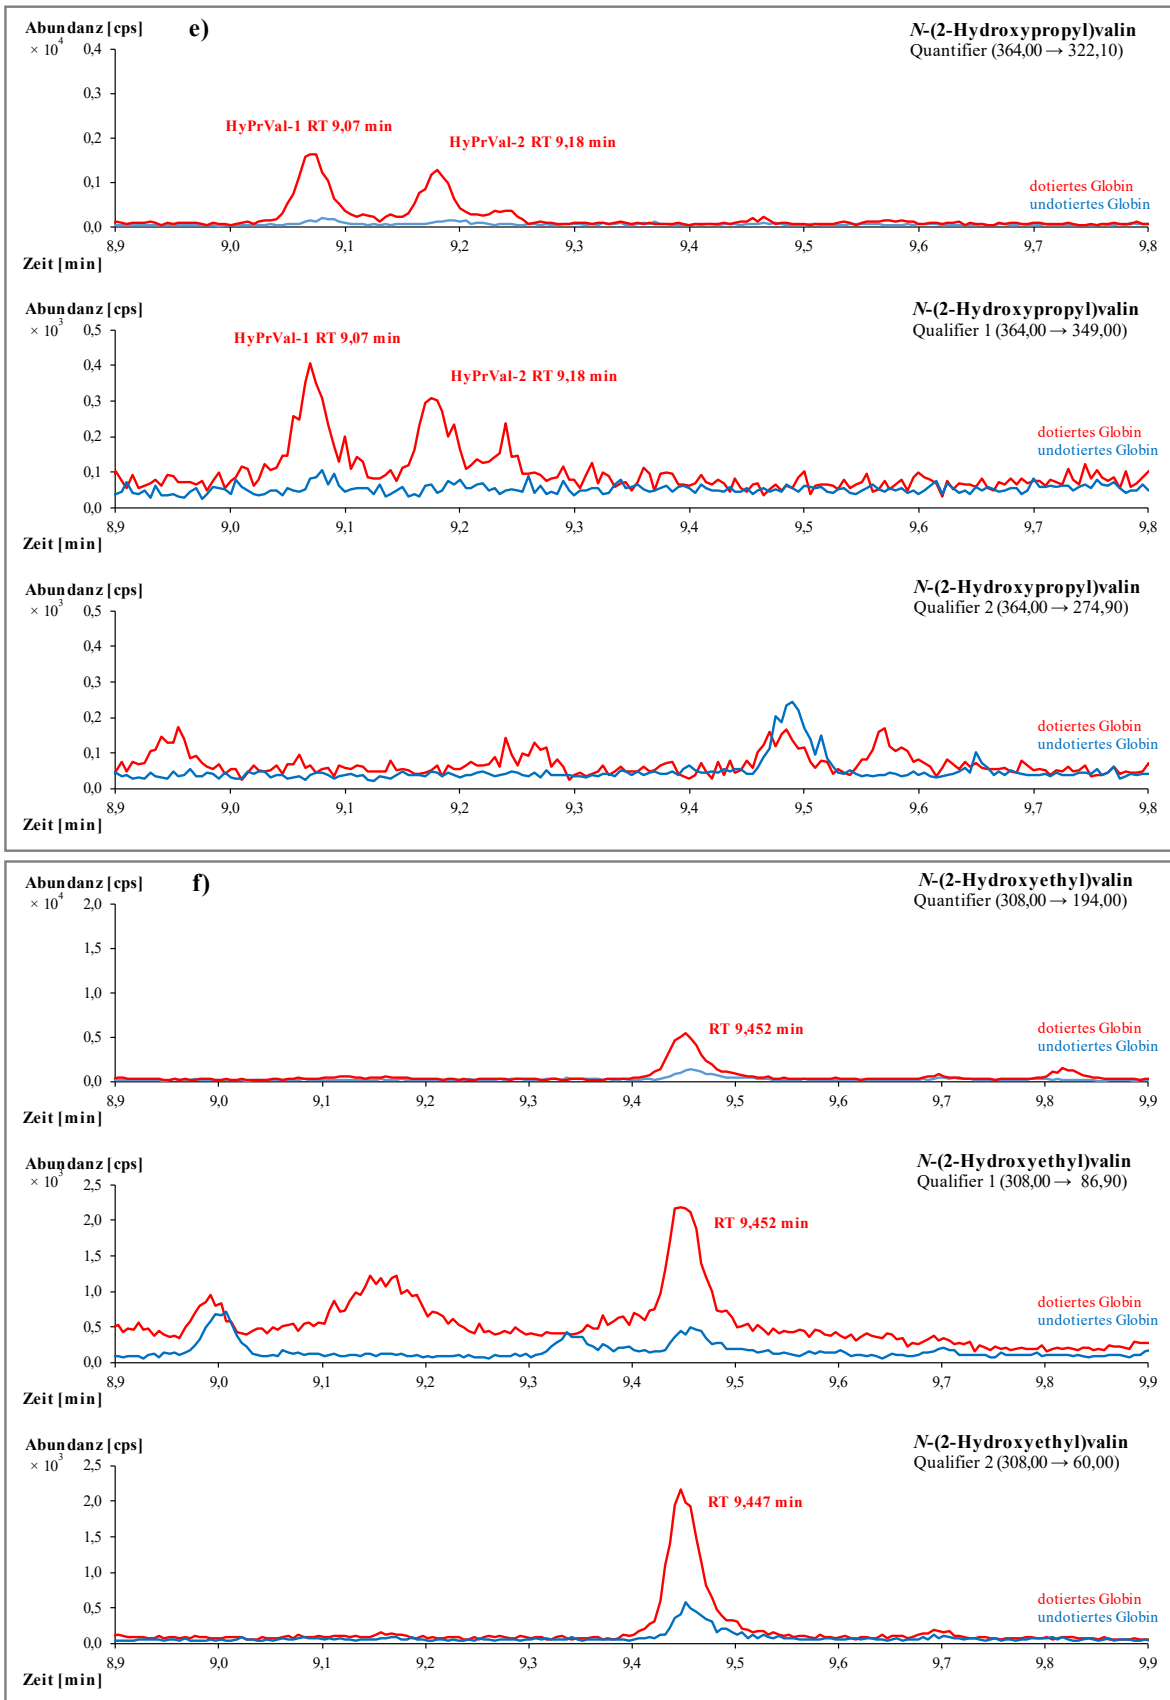 Abundanz [cps]
e)
N-(2-Hydroxypropyl)valin
× 10⁴
Quantifier (364,00 → 322,10)
0,4
0,3
0,2
0,1
0,0
HyPrVal-1 RT 9,07 min
HyPrVal-2 RT 9,18 min
dotiertes Globin
undotiertes Globin
8,9 9,0 9,1 9,2 9,3 9,4 9,5 9,6 9,7 9,8
Zeit [min]
Abundanz [cps]
N-(2-Hydroxypropyl)valin
× 10³
Qualifier 1 (364,00 → 349,00)
0,5
0,4
0,3
0,2
0,1
0,0
HyPrVal-1 RT 9,07 min
HyPrVal-2 RT 9,18 min
dotiertes Globin
undotiertes Globin
8,9 9,0 9,1 9,2 9,3 9,4 9,5 9,6 9,7 9,8
Zeit [min]
Abundanz [cps]
N-(2-Hydroxypropyl)valin
× 10³
Qualifier 2 (364,00 → 274,90)
0,5
0,4
0,3
0,2
0,1
0,0
dotiertes Globin
undotiertes Globin
8,9 9,0 9,1 9,2 9,3 9,4 9,5 9,6 9,7 9,8
Zeit [min]
Abundanz [cps]
f)
N-(2-Hydroxyethyl)valin
× 10⁴
Quantifier (308,00 → 194,00)
2,0
1,5
1,0
0,5
0,0
RT 9,452 min
dotiertes Globin
undotiertes Globin
8,9 9,0 9,1 9,2 9,3 9,4 9,5 9,6 9,7 9,8 9,9
Zeit [min]
Abundanz [cps]
N-(2-Hydroxyethyl)valin
× 10³
Qualifier 1 (308,00 → 86,90)
2,5
2,0
1,5
1,0
0,5
0,0
RT 9,452 min
dotiertes Globin
undotiertes Globin
8,9 9,0 9,1 9,2 9,3 9,4 9,5 9,6 9,7 9,8 9,9
Zeit [min]
Abundanz [cps]
N-(2-Hydroxyethyl)valin
× 10³
Qualifier 2 (308,00 → 60,00)
2,5
2,0
1,5
1,0
0,5
0,0
RT 9,447 min
dotiertes Globin
undotiertes Globin
8,9 9,0 9,1 9,2 9,3 9,4 9,5 9,6 9,7 9,8 9,9
Zeit [min]